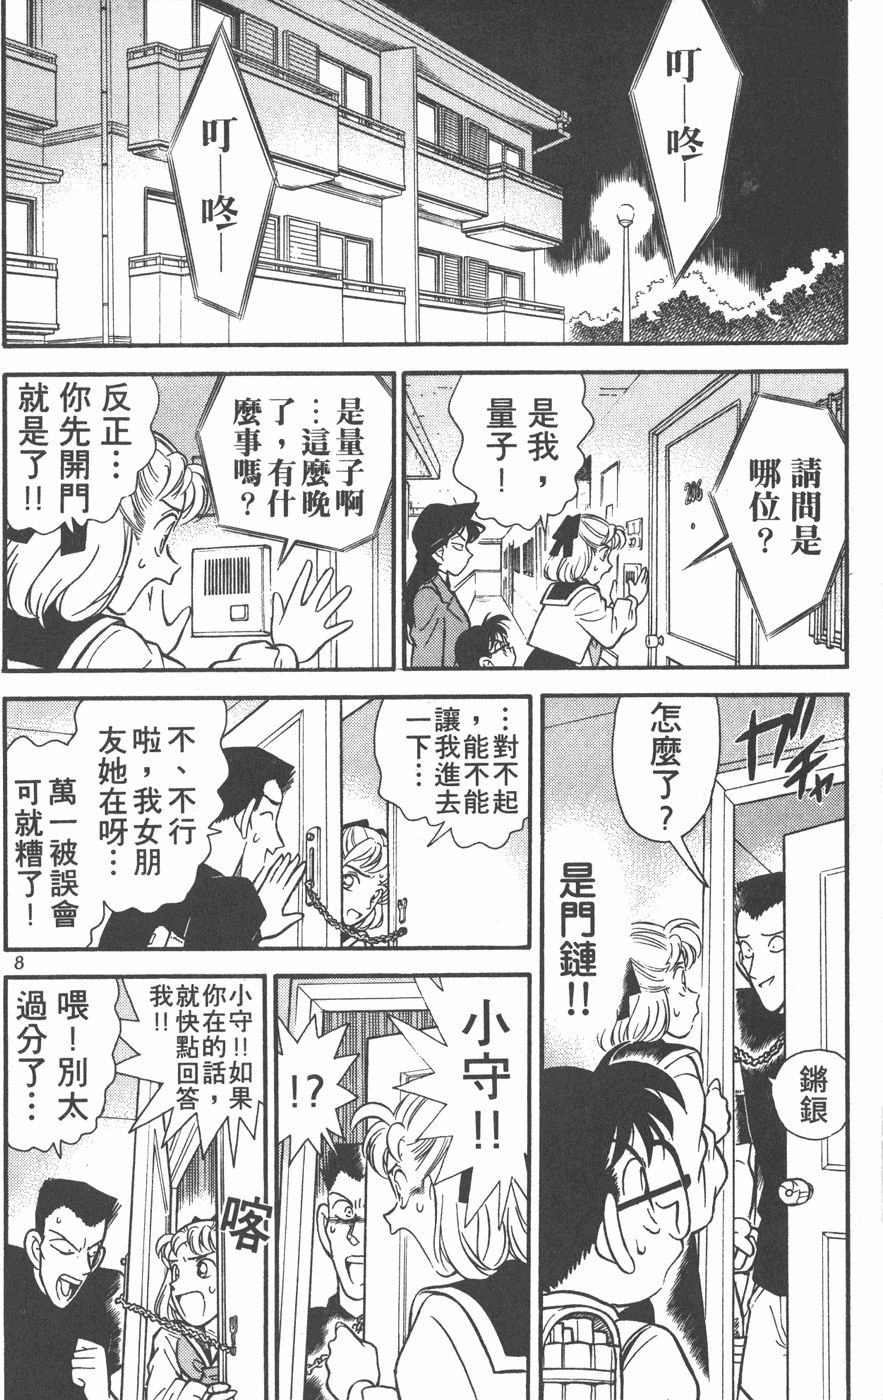 叮——咚——
叮——咚——
請問是
哪位？
206
是我，
量子！
是量子啊
…這麼晚
了，有什
麼事嗎？
反正…
你先開門
就是了!!
ガチャ
怎麼了？
是門鏈!!
鏘鋃
…對不起
，能不能
讓我進去
一下…
不、不行
啦，我女朋
友她在呀…
萬一被誤會
可就糟了！
小守!!
!?
小守!!如果
你在的話，
就快點回答
我!!
喀
喂！別太
過分了…
8